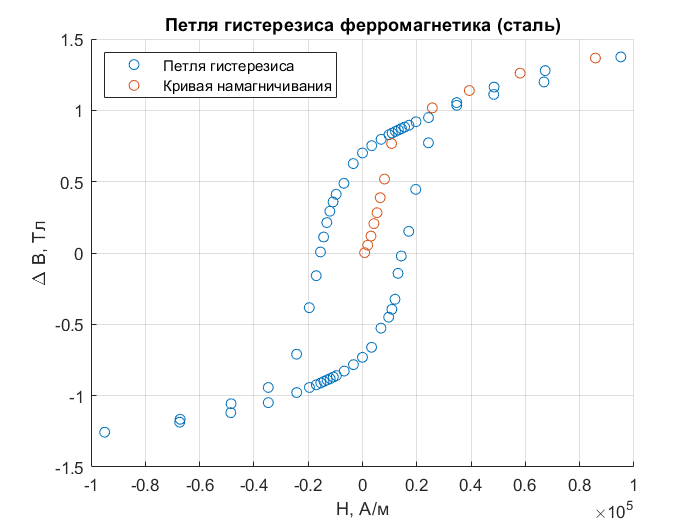 Петля гистерезиса ферромагнетика (сталь)
Петля гистерезиса
Кривая намагничивания
1.5
1
0.5
0
-0.5
-1
-1.5
Δ B, Тл
-1 -0.8 -0.6 -0.4 -0.2 0 0.2 0.4 0.6 0.8 1
H, А/м
×10⁵